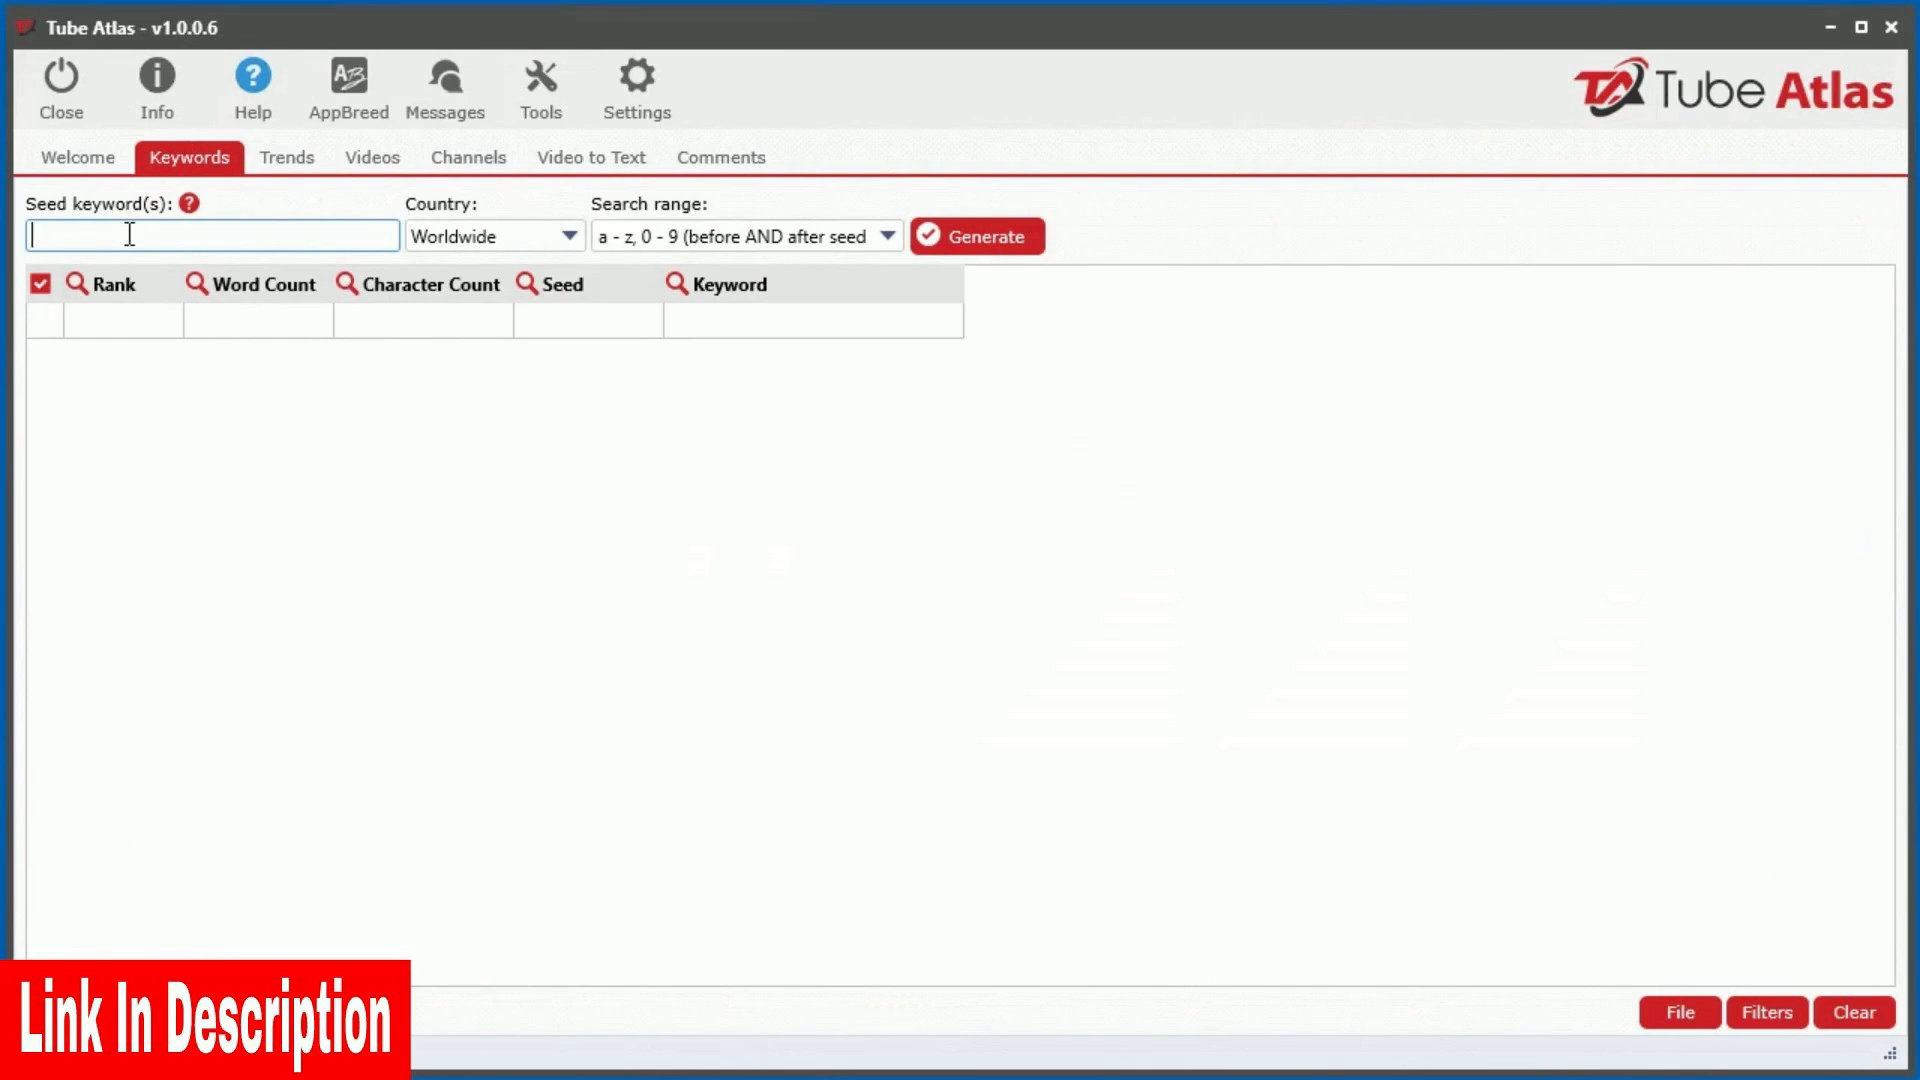 Tube Atlas - v1.0.0.6
Close Info Help AppBreed Messages Tools Settings
Tube Atlas
Welcome Keywords Trends Videos Channels Video to Text Comments
Seed keyword(s): Country: Search range:
Worldwide a - z, 0 - 9 (before AND after seed Generate
Rank Word Count Character Count Seed Keyword
File Filters Clear
Link In Description